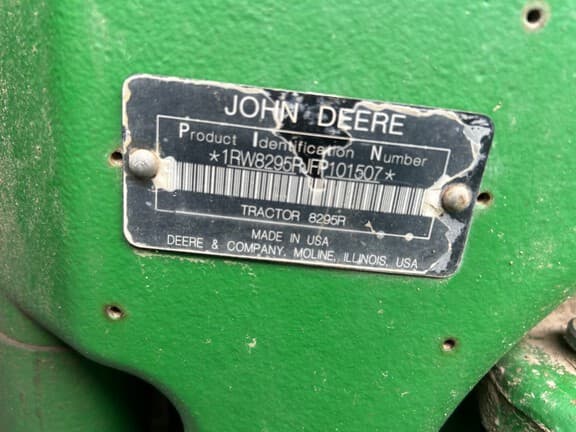 JOHN DEERE
Product Identification Number
*1RW8295RJFP101507*
TRACTOR 8295R
MADE IN USA
DEERE & COMPANY, MOLINE, ILLINOIS, USA